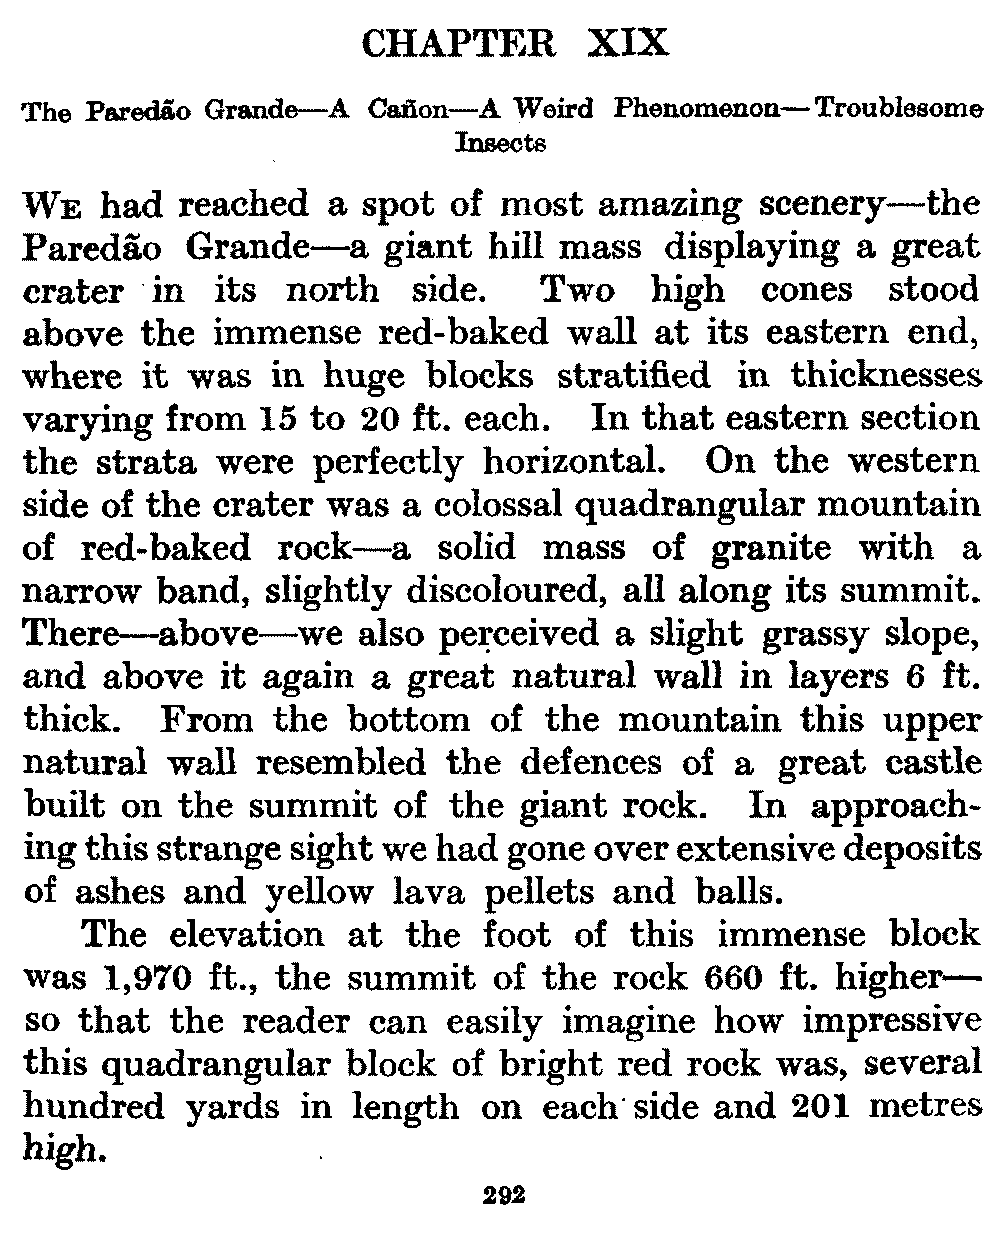 CHAPTER XIX
The Paredão Grande—A Cañon—A Weird Phenomenon—Troublesome
Insects
WE had reached a spot of most amazing scenery—the
Paredão Grande—a giant hill mass displaying a great
crater in its north side. Two high cones stood
above the immense red-baked wall at its eastern end,
where it was in huge blocks stratified in thicknesses
varying from 15 to 20 ft. each. In that eastern section
the strata were perfectly horizontal. On the western
side of the crater was a colossal quadrangular mountain
of red-baked rock—a solid mass of granite with a
narrow band, slightly discoloured, all along its summit.
There—above—we also perceived a slight grassy slope,
and above it again a great natural wall in layers 6 ft.
thick. From the bottom of the mountain this upper
natural wall resembled the defences of a great castle
built on the summit of the giant rock. In approach-
ing this strange sight we had gone over extensive deposits
of ashes and yellow lava pellets and balls.
The elevation at the foot of this immense block
was 1,970 ft., the summit of the rock 660 ft. higher—
so that the reader can easily imagine how impressive
this quadrangular block of bright red rock was, several
hundred yards in length on each side and 201 metres
high.
292